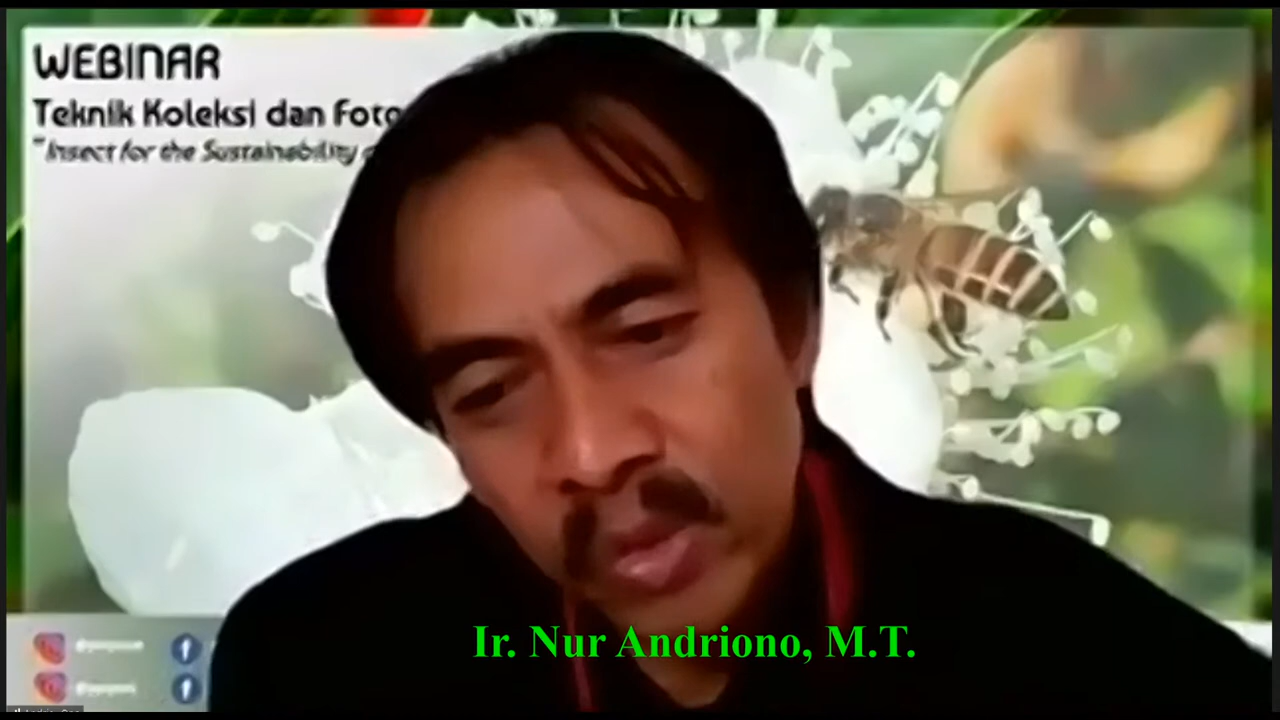 WEBINAR
Teknik Koleksi dan Foto
"Insect for the Sustainability
Ir. Nur Andriono, M.T.